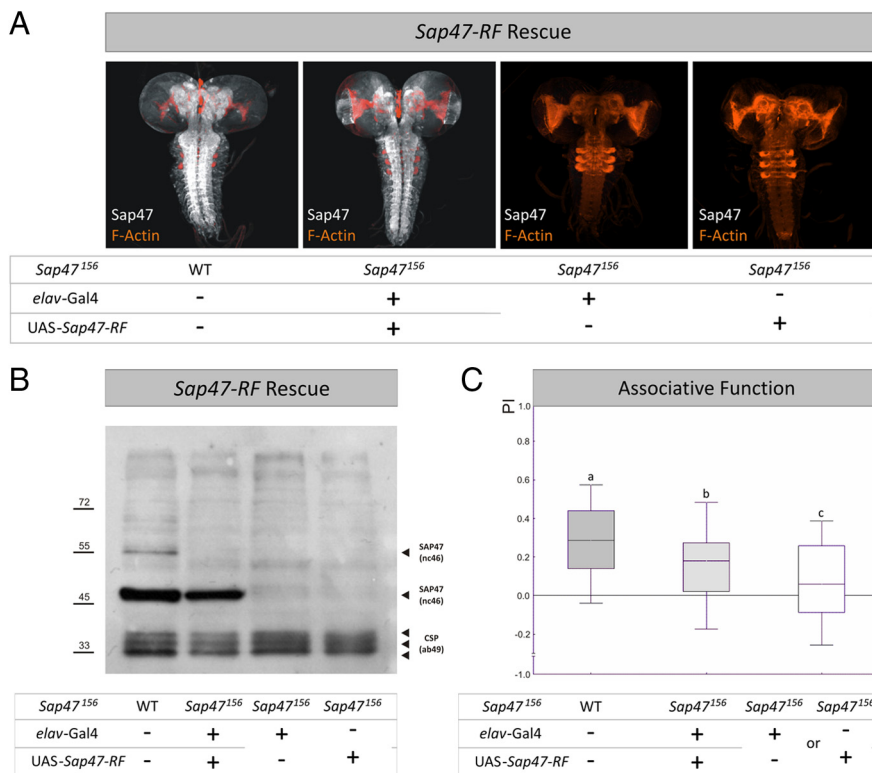 A
Sap47-RF Rescue
Sap47 Sap47 Sap47 Sap47
F-Actin F-Actin F-Actin F-Actin
Sap47¹⁵⁶ WT Sap47¹⁵⁶ Sap47¹⁵⁶ Sap47¹⁵⁶
elav-Gal4 - + + -
UAS-Sap47-RF - + - +
B
Sap47-RF Rescue
72
55
45
33
SAP47
(nc46)
SAP47
(nc46)
CSP
(ab49)
Sap47¹⁵⁶ WT Sap47¹⁵⁶ Sap47¹⁵⁶ Sap47¹⁵⁶
elav-Gal4 - + + -
UAS-Sap47-RF - + - +
C
Associative Function
PI
1.0
0.8
0.6
0.4
0.2
0.0
-0.2
-1.0
a
b
c
Sap47¹⁵⁶ WT Sap47¹⁵⁶ Sap47¹⁵⁶ Sap47¹⁵⁶
elav-Gal4 - + + or -
UAS-Sap47-RF - + - +